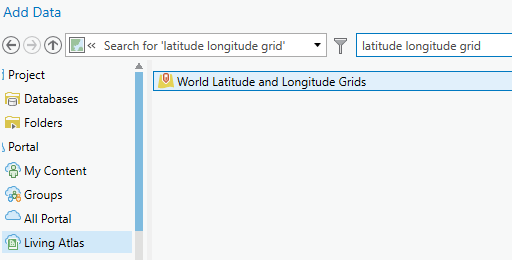 Add Data
Search for 'latitude longitude grid'
latitude longitude grid
Project
Databases
Folders
Portal
My Content
Groups
All Portal
Living Atlas
World Latitude and Longitude Grids